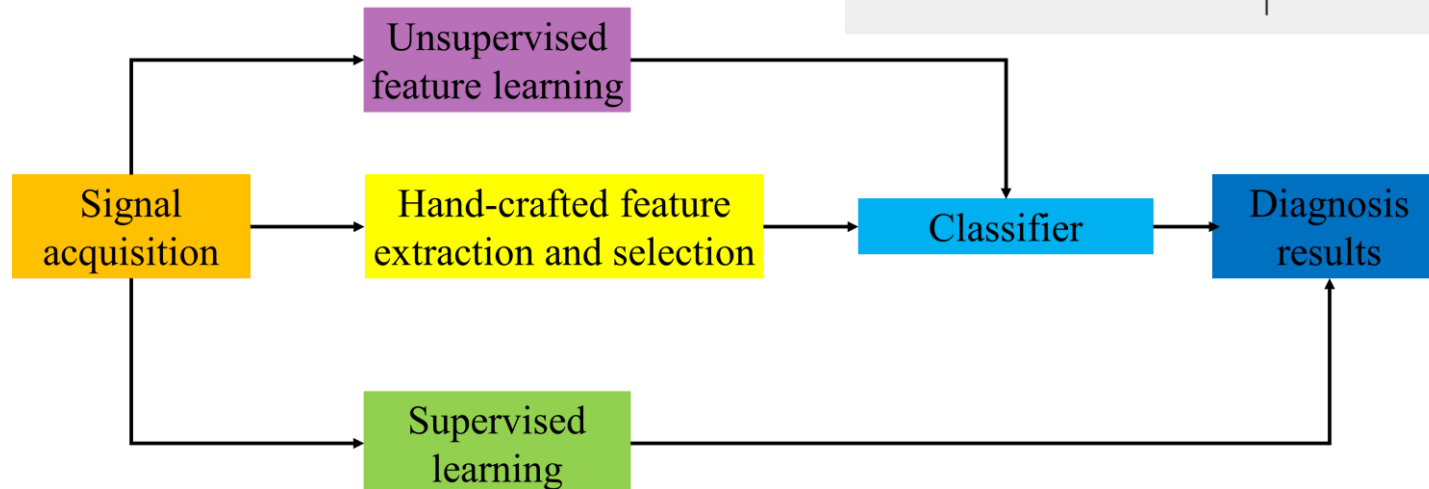 Unsupervised
feature learning
Signal
acquisition
Hand-crafted feature
extraction and selection
Classifier
Diagnosis
results
Supervised
learning